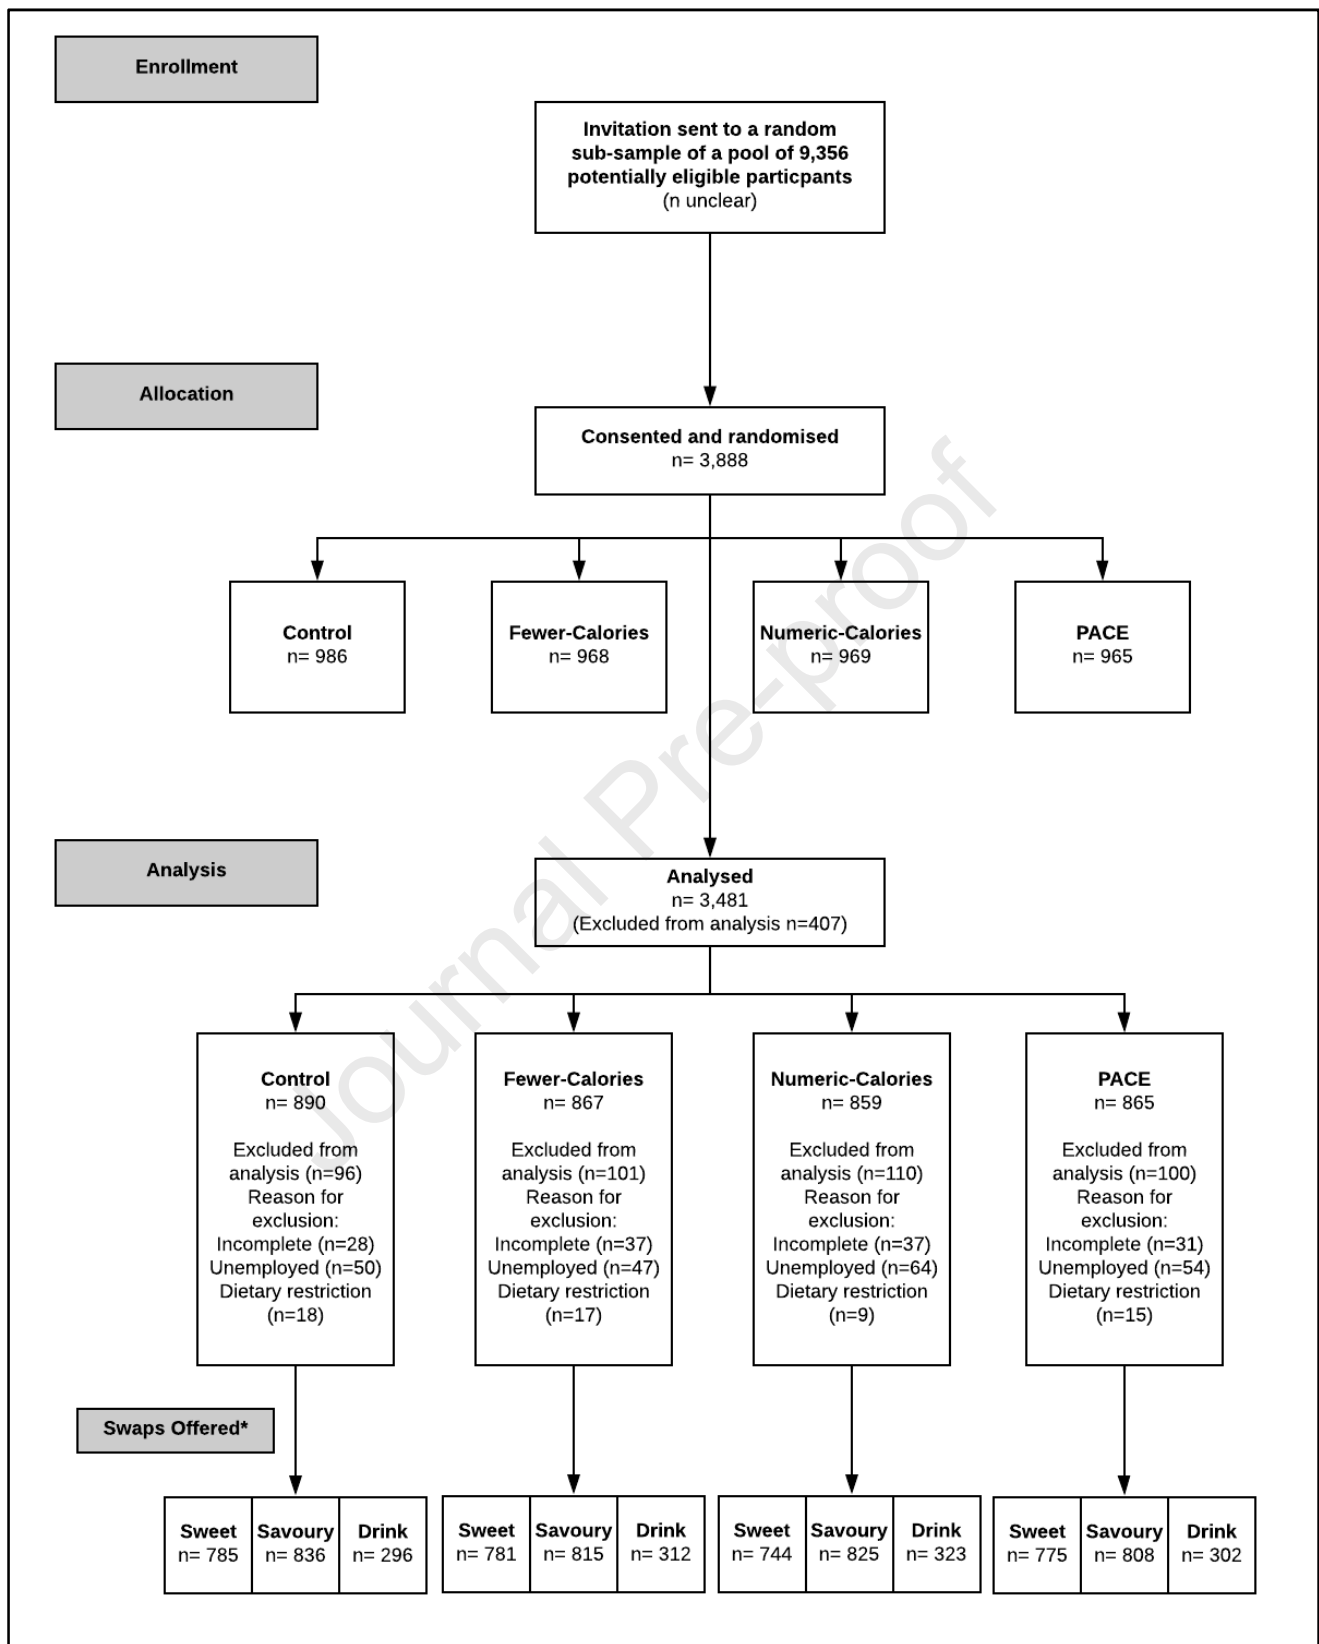 Enrollment
Invitation sent to a random
sub-sample of a pool of 9,356
potentially eligible particpants
(n unclear)
Allocation
Consented and randomised
n= 3,888
Control
n= 986
Fewer-Calories
n= 968
Numeric-Calories
n= 969
PACE
n= 965
Journal Pre-proof
Analysis
Analysed
n= 3,481
(Excluded from analysis n=407)
Control
n= 890
Excluded from
analysis (n=96)
Reason for
exclusion:
Incomplete (n=28)
Unemployed (n=50)
Dietary restriction
(n=18)
Fewer-Calories
n= 867
Excluded from
analysis (n=101)
Reason for
exclusion:
Incomplete (n=37)
Unemployed (n=47)
Dietary restriction
(n=17)
Numeric-Calories
n= 859
Excluded from
analysis (n=110)
Reason for
exclusion:
Incomplete (n=37)
Unemployed (n=64)
Dietary restriction
(n=9)
PACE
n= 865
Excluded from
analysis (n=100)
Reason for
exclusion:
Incomplete (n=31)
Unemployed (n=54)
Dietary restriction
(n=15)
Swaps Offered*
Sweet
n= 785
Savoury
n= 836
Drink
n= 296
Sweet
n= 781
Savoury
n= 815
Drink
n= 312
Sweet
n= 744
Savoury
n= 825
Drink
n= 323
Sweet
n= 775
Savoury
n= 808
Drink
n= 302